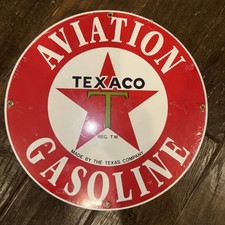 AVIATION
TEXACO
T
REG. T M
MADE BY THE TEXAS COMPANY
GASOLINE